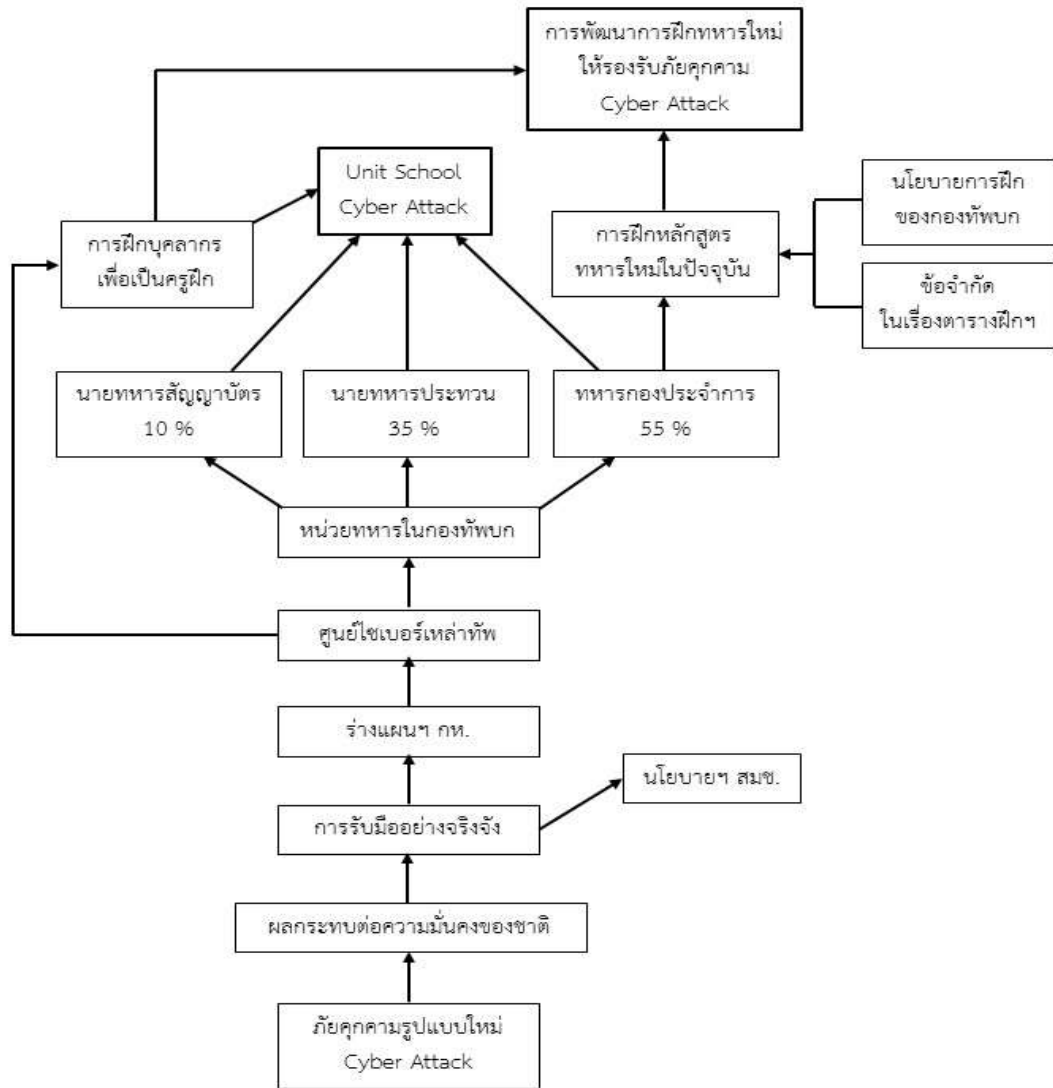 การพัฒนาการฝึกทหารใหม่
ให้รองรับภัยคุกคาม
Cyber Attack
Unit School
Cyber Attack
นโยบายการฝึก
ของกองทัพบก
การฝึกบุคลากร
เพื่อเป็นครูฝึก
การฝึกหลักสูตร
ทหารใหม่ในปัจจุบัน
ข้อจำกัด
ในเรื่องตารางฝึกฯ
นายทหารสัญญาบัตร
10 %
นายทหารประทวน
35 %
ทหารกองประจำการ
55 %
หน่วยทหารในกองทัพบก
ศูนย์ไซเบอร์เหล่าทัพ
ร่างแผนฯ กห.
นโยบายฯ สมช.
การรับมืออย่างจริงจัง
ผลกระทบต่อความมั่นคงของชาติ
ภัยคุกคามรูปแบบใหม่
Cyber Attack